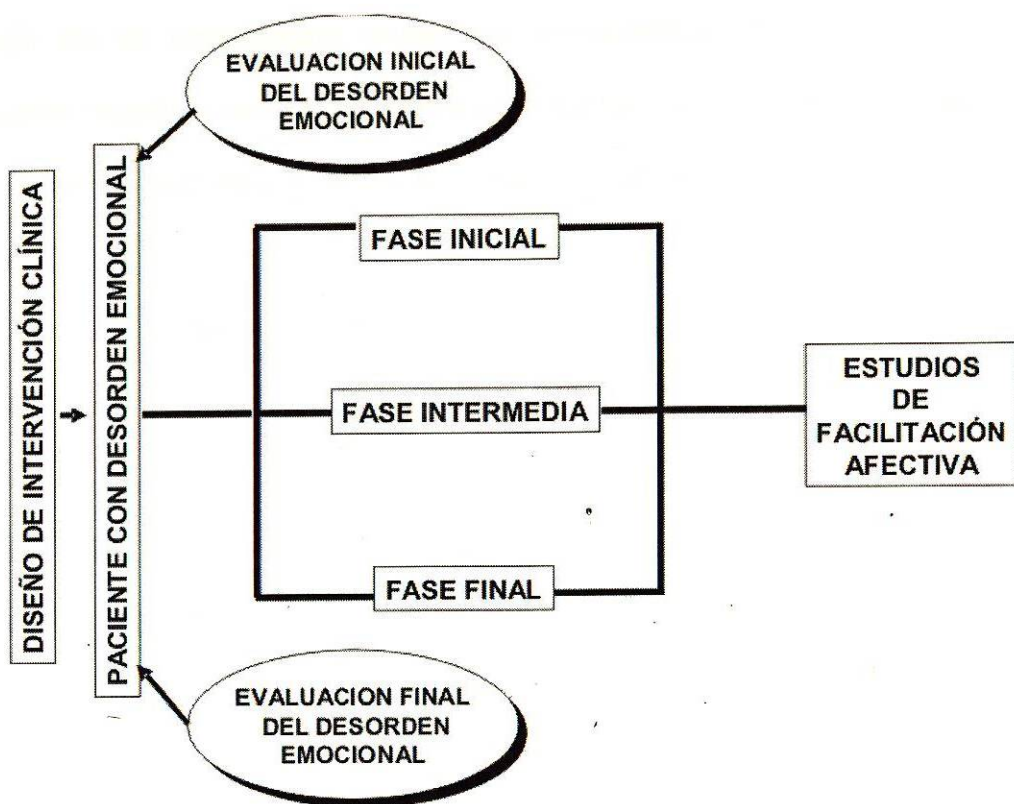 EVALUACION INICIAL
DEL DESORDEN
EMOCIONAL
DISEÑO DE INTERVENCIÓN CLÍNICA
PACIENTE CON DESORDEN EMOCIONAL
FASE INICIAL
FASE INTERMEDIA
FASE FINAL
ESTUDIOS
DE
FACILITACIÓN
AFECTIVA
EVALUACION FINAL
DEL DESORDEN
EMOCIONAL